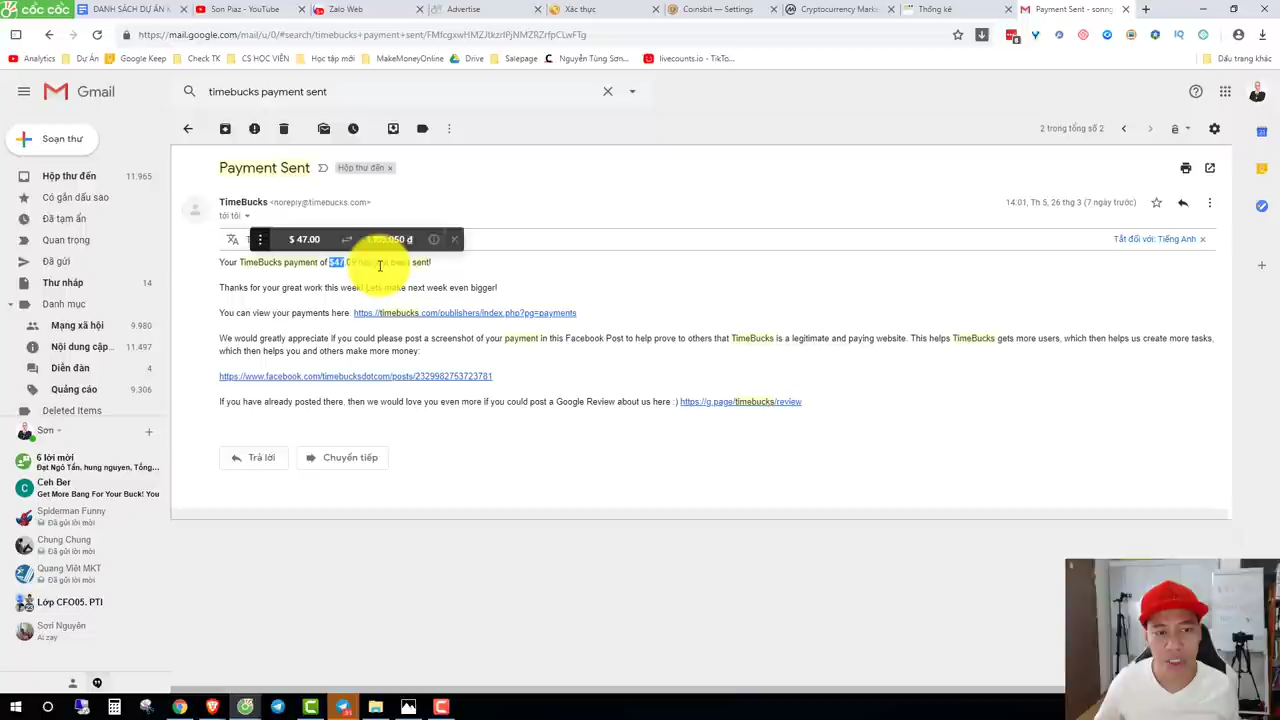 CỐC CỐC
DANH SÁCH DỰ ÁN K
Son Piaz - YouTube
Zalo Web
Advertise
Xác thực
Coinsbit — Settings
Cryptocurrency Mark
Thống kê
Payment Sent - sonng
https://mail.google.com/mail/u/0/#search/timebucks+payment+sent/
Analytics
Dự Án
Google Keep
Check TK
CS HỌC VIÊN
Học tập mới
MakeMoneyOnline
Drive
Salepage
Nguyễn Tùng Sơn...
livecounts.io - TikTo...
Dấu trang khác
Gmail
timebucks payment sent
Soạn thư
2 trong tổng số 2
Hộp thư đến 11.965
Có gắn dấu sao
Đã tạm ẩn
Quan trọng
Đã gửi
Thư nháp 14
Danh mục
Mạng xã hội 9.980
Nội dung cập... 11.497
Diễn đàn 4
Quảng cáo 9.306
Deleted Items
Payment Sent
Hộp thư đến ×
TimeBucks <noreply@timebucks.com>
14:01, Th 5, 26 thg 3 (7 ngày trước)
tới tôi
$ 47.00
Tắt đối với: Tiếng Anh ×
Your TimeBucks payment of $47.09 has just been sent!
Thanks for your great work this week! Lets make next week even bigger!
You can view your payments here: https://timebucks.com/publishers/index.php?pg=payments
We would greatly appreciate if you could please post a screenshot of your payment in this Facebook Post to help prove to others that TimeBucks is a legitimate and paying website. This helps TimeBucks gets more users, which then helps us create more tasks,
which then helps you and others make more money:
https://www.facebook.com/timebucksdotcom/posts/2329982753723781
If you have already posted there, then we would love you even more if you could post a Google Review about us here :) https://g.page/timebucks/review
Trả lời
Chuyển tiếp
Sơn
6 lời mời
Đạt Ngô Tấn, hung nguyen, Tổng...
Ceh Ber
Get More Bang For Your Buck! You
Spiderman Funny
Đã gửi lời mời
Chung Chung
Đã gửi lời mời
Quang Việt MKT
Đã gửi lời mời
Lớp CFO05. PTI
Sơn Nguyên
Ai zay